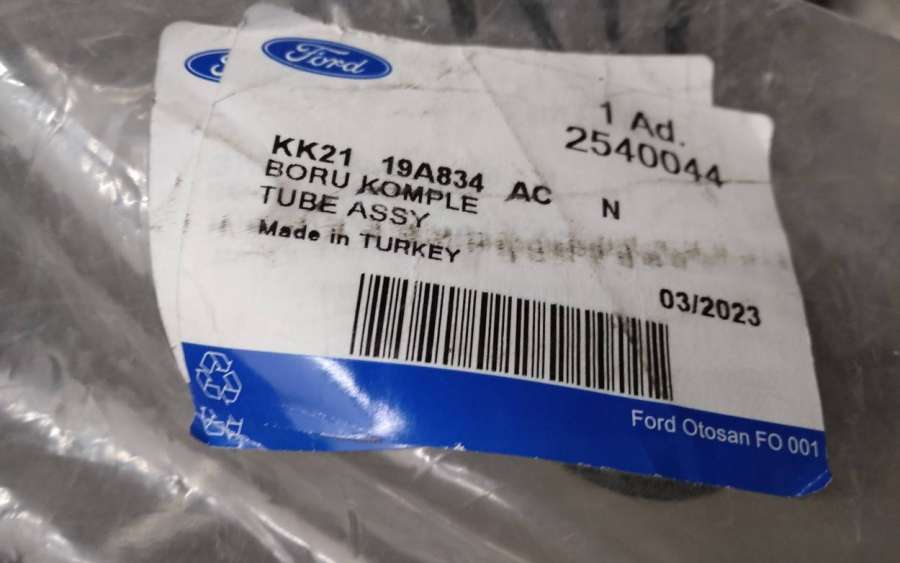 Ford
1 Ad.
2540044
KK21 19A834 AC N
BORU KOMPLE
TUBE ASSY
Made in TURKEY
03/2023
Ford Otosan FO 001